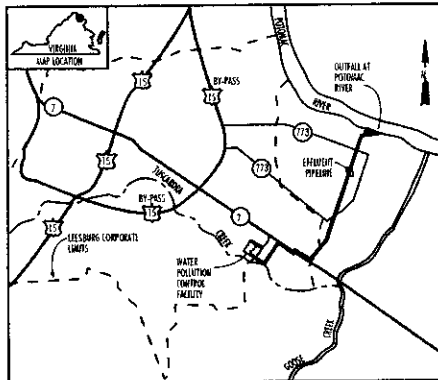 VIRGINIA
MAP LOCATION
POTOMAC
RIVER
OUTFALL AT
POTOMAC
RIVER
N
15
BY-PASS
15
7
773
EFFLUENT
PIPELINE
15
TUSCARORA
773
BY-PASS
15
7
15
LEESBURG CORPORATE
LIMITS
CREEK
WATER
POLLUTION
CONTROL
FACILITY
GOOSE
CREEK